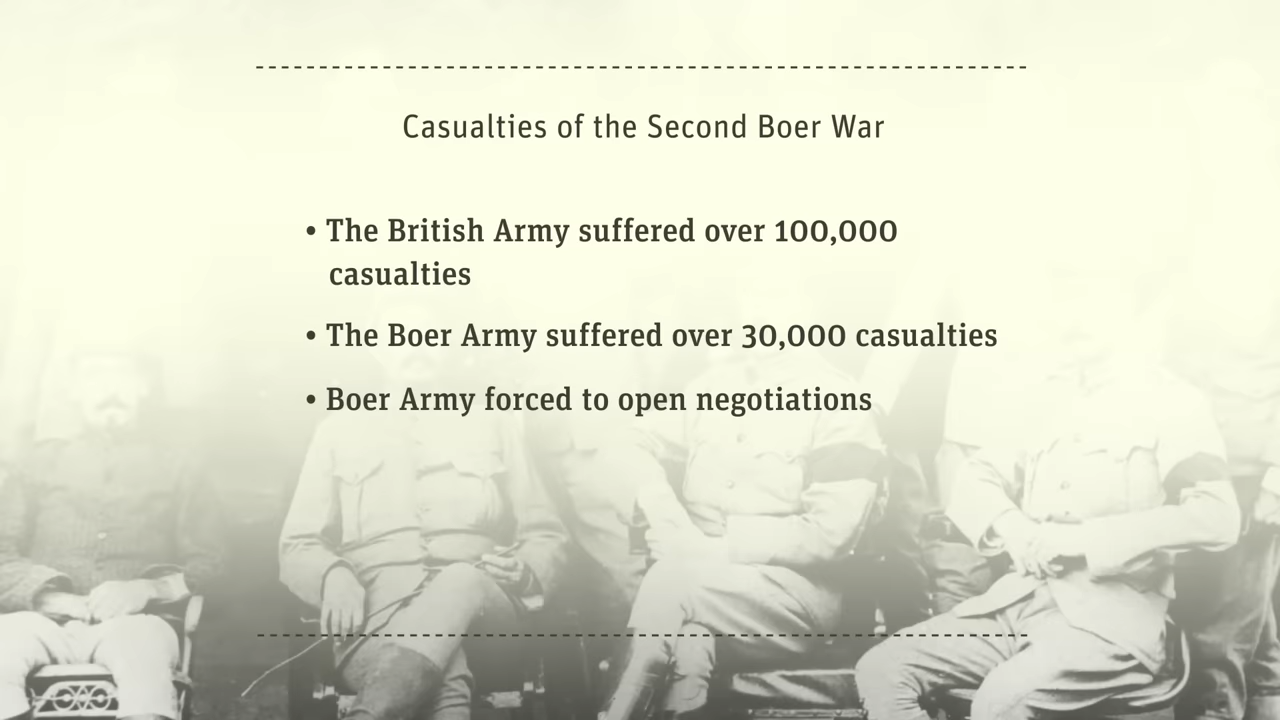 Casualties of the Second Boer War
• The British Army suffered over 100,000
casualties
• The Boer Army suffered over 30,000 casualties
• Boer Army forced to open negotiations